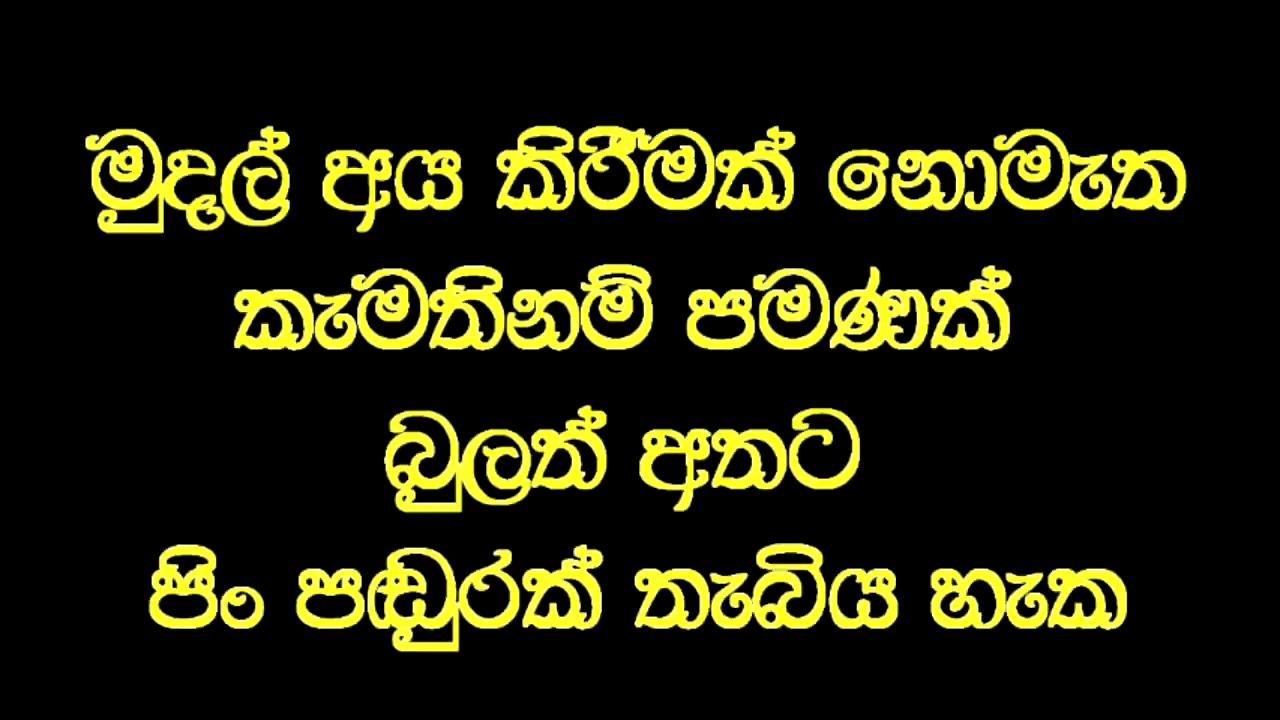 මුදල් අය කිරීමක් නොමැත
කැමතිනම් පමණක්
බුලත් අතට
පිං පඬුරක් තැබිය හැක